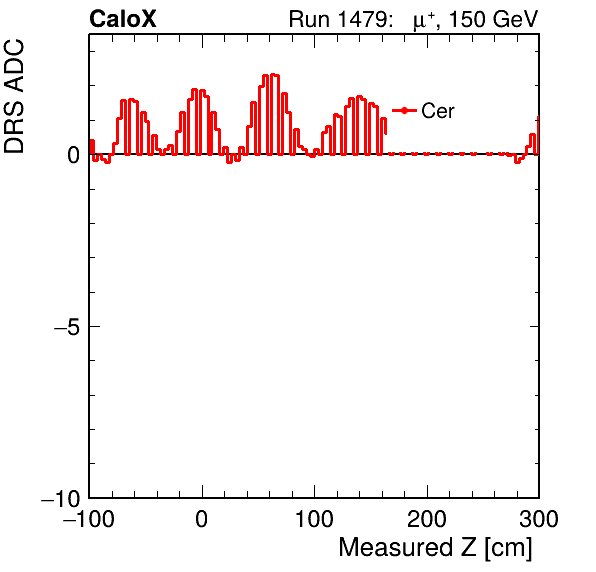 CaloX Run 1479: μ⁺, 150 GeV
DRS ADC
Cer
0
−5
−10
−100 0 100 200 300
Measured Z [cm]